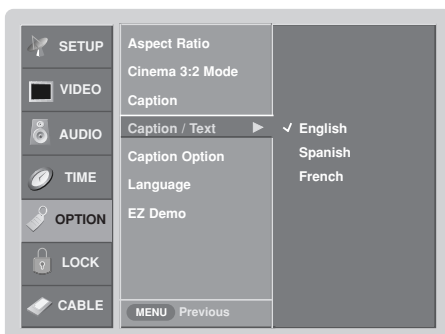 SETUP
VIDEO
AUDIO
TIME
OPTION
LOCK
CABLE
Aspect Ratio
Cinema 3:2 Mode
Caption
Caption / Text
Caption Option
Language
EZ Demo
MENU Previous
English
Spanish
French